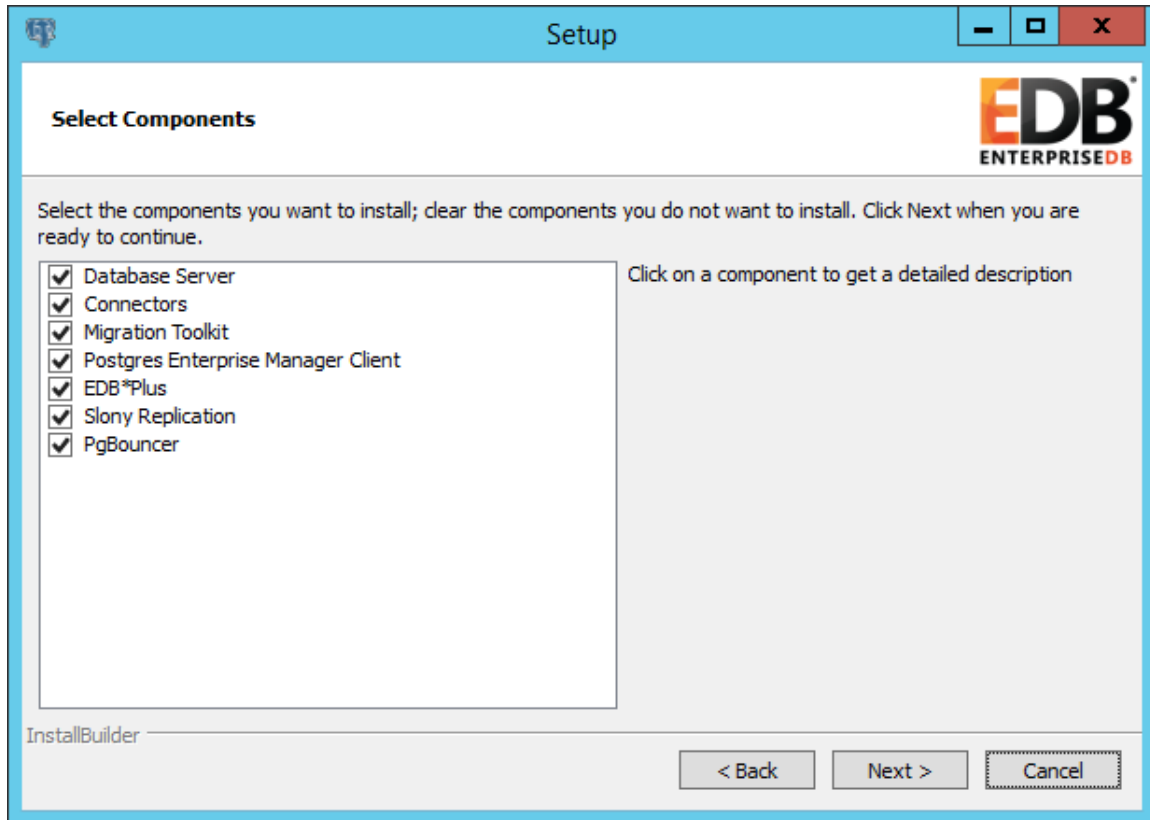 Setup
Select Components
EDB
ENTERPRISEDB
Select the components you want to install; clear the components you do not want to install. Click Next when you are
ready to continue.
Database Server
Click on a component to get a detailed description
Connectors
Migration Toolkit
Postgres Enterprise Manager Client
EDB*Plus
Slony Replication
PgBouncer
InstallBuilder
< Back
Next >
Cancel